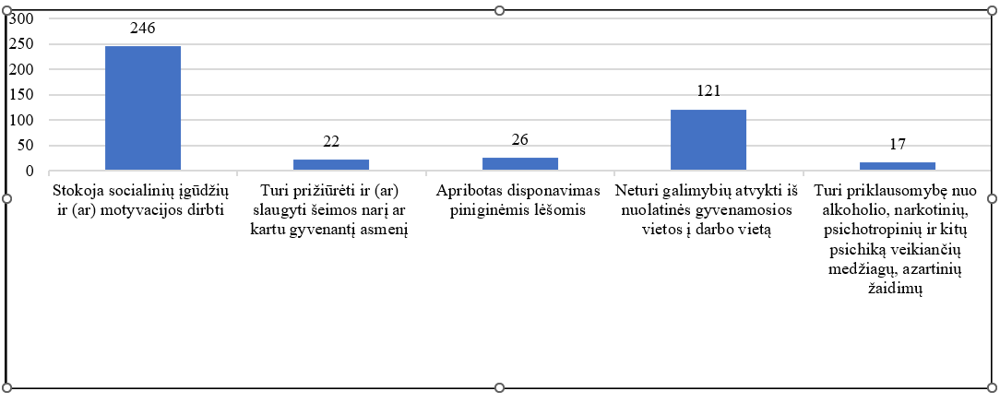 300
250
200
150
100
50
0
246
22
26
121
17
Stokoja socialinių įgūdžių
ir (ar) motyvacijos dirbti
Turi prižiūrėti ir (ar)
slaugyti šeimos narį ar
kartu gyvenantį asmenį
Apribotas disponavimas
piniginėmis lėšomis
Neturi galimybių atvykti iš
nuolatinės gyvenamosios
vietos į darbo vietą
Turi priklausomybę nuo
alkoholio, narkotinių,
psichotropinių ir kitų
psichiką veikiančių
medžiagų, azartinių
žaidimų